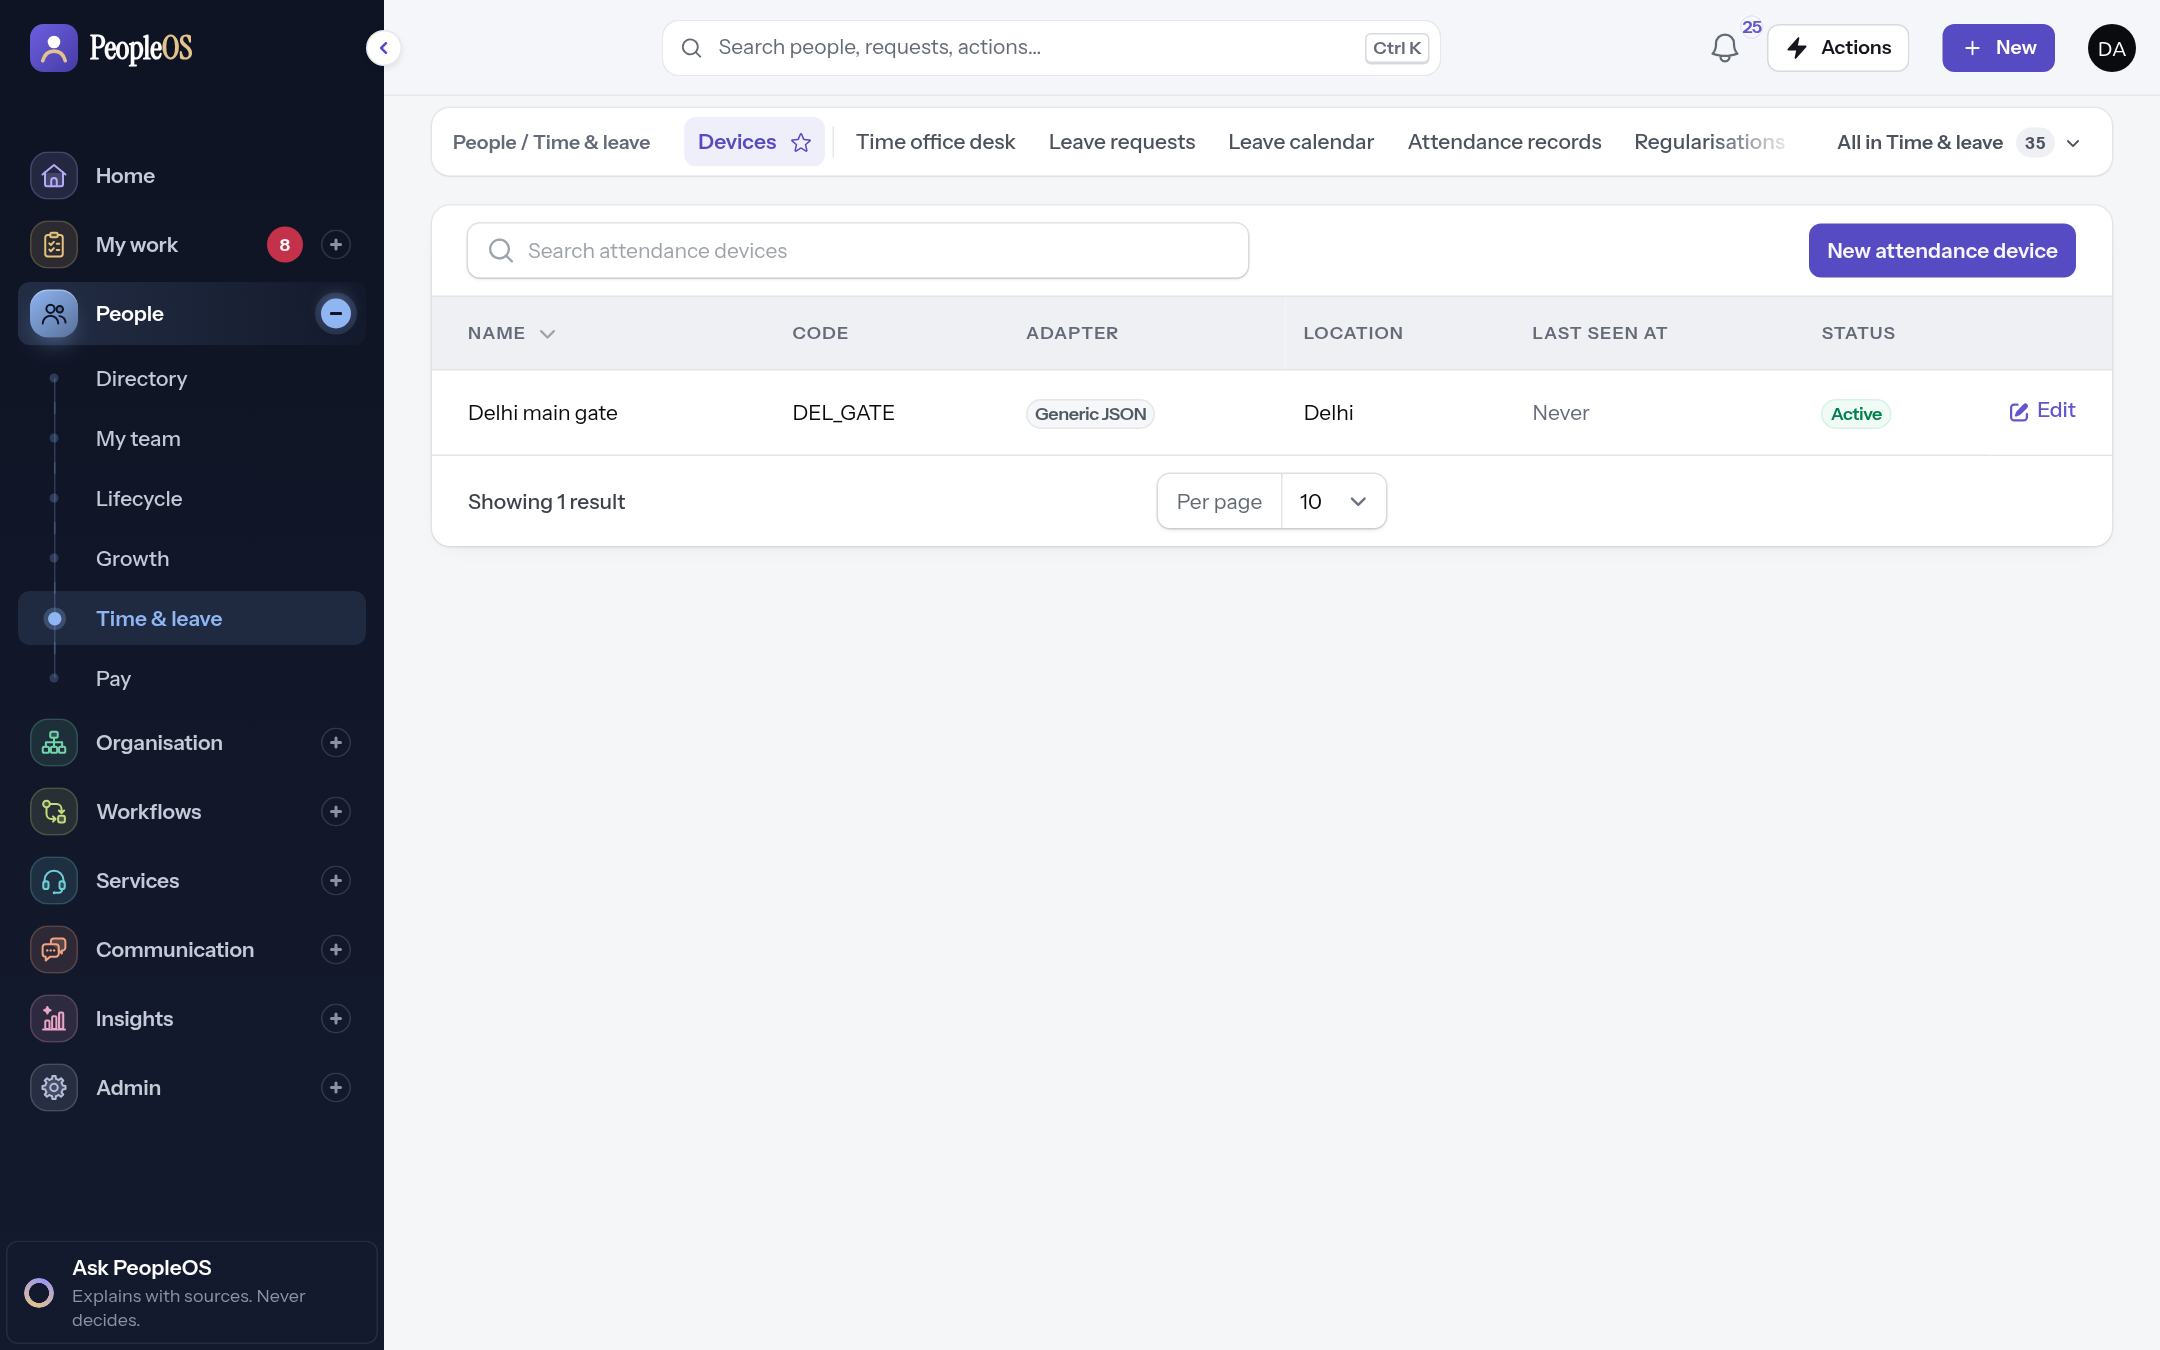 PeopleOS
Search people, requests, actions...
Ctrl K
25
Actions
New
DA
Home
My work
8
People
Directory
My team
Lifecycle
Growth
Time & leave
Pay
Organisation
Workflows
Services
Communication
Insights
Admin
Ask PeopleOS
Explains with sources. Never
decides.
People / Time & leave
Devices
Time office desk
Leave requests
Leave calendar
Attendance records
Regularisations
All in Time & leave
35
Search attendance devices
New attendance device
NAME
CODE
ADAPTER
LOCATION
LAST SEEN AT
STATUS
Delhi main gate
DEL_GATE
Generic JSON
Delhi
Never
Active
Edit
Showing 1 result
Per page
10